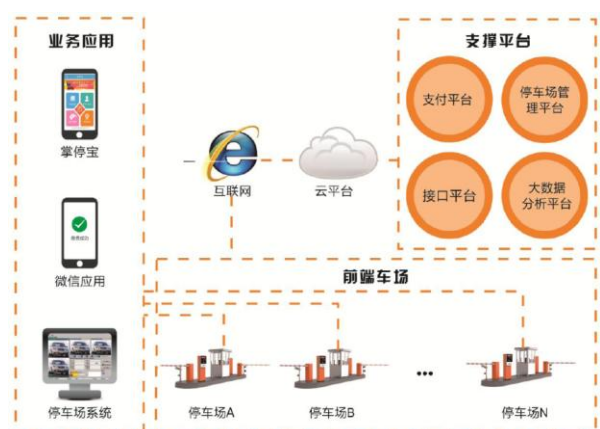 业务应用
掌停宝
微信应用
停车场系统
互联网
云平台
支撑平台
支付平台
停车场管
理平台
接口平台
大数据
分析平台
前端车场
停车场A
停车场B
...
停车场N